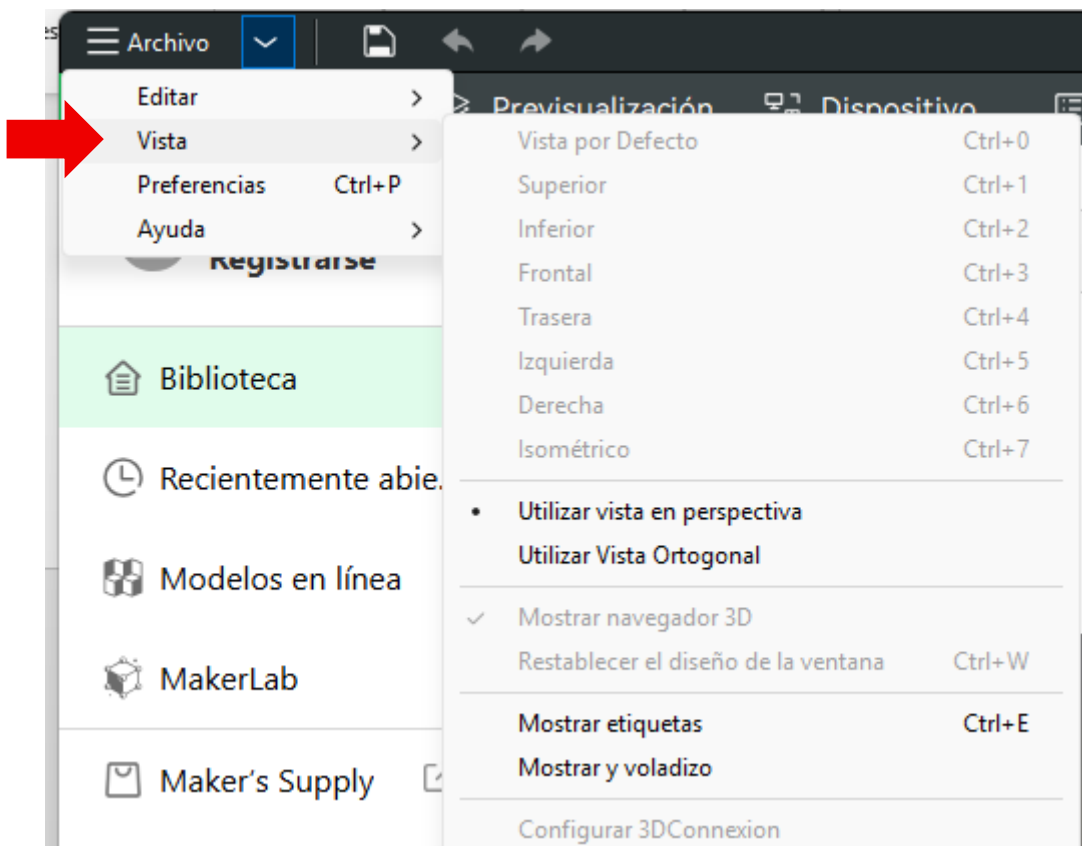 es
Archivo
Editar
Vista
Preferencias Ctrl+P
Ayuda
Previsualización Dispositivo
Vista por Defecto Ctrl+0
Superior Ctrl+1
Inferior Ctrl+2
Frontal Ctrl+3
Trasera Ctrl+4
Izquierda Ctrl+5
Derecha Ctrl+6
Isométrico Ctrl+7
Utilizar vista en perspectiva
Utilizar Vista Ortogonal
Mostrar navegador 3D
Restablecer el diseño de la ventana Ctrl+W
Mostrar etiquetas Ctrl+E
Mostrar y voladizo
Configurar 3DConnexion
Registrarse
Biblioteca
Recientemente abie.
Modelos en línea
MakerLab
Maker's Supply